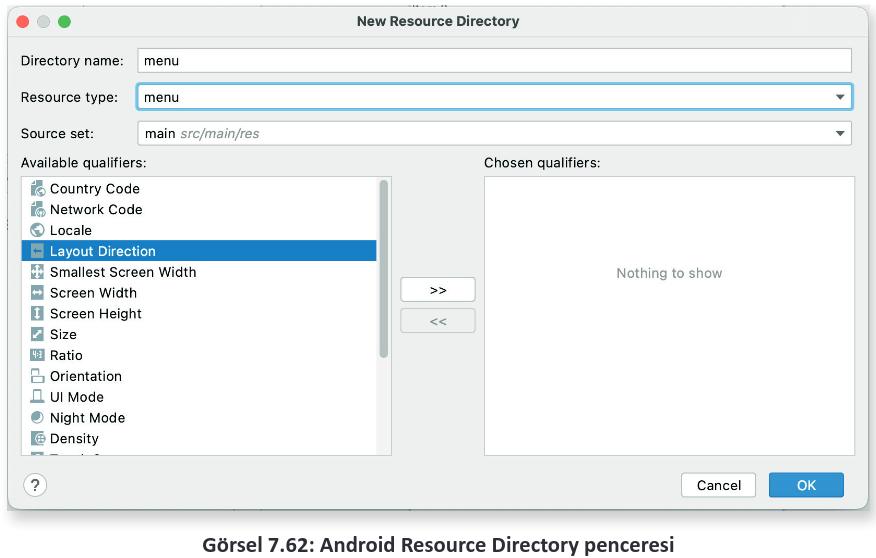 New Resource Directory
Directory name: menu
Resource type: menu
Source set: main src/main/res
Available qualifiers:
Chosen qualifiers:
Country Code
Network Code
Locale
Layout Direction
Smallest Screen Width
Screen Width
Screen Height
Size
Ratio
Orientation
UI Mode
Night Mode
Density
>>
<<
Nothing to show
?
Cancel
OK
Görsel 7.62: Android Resource Directory penceresi